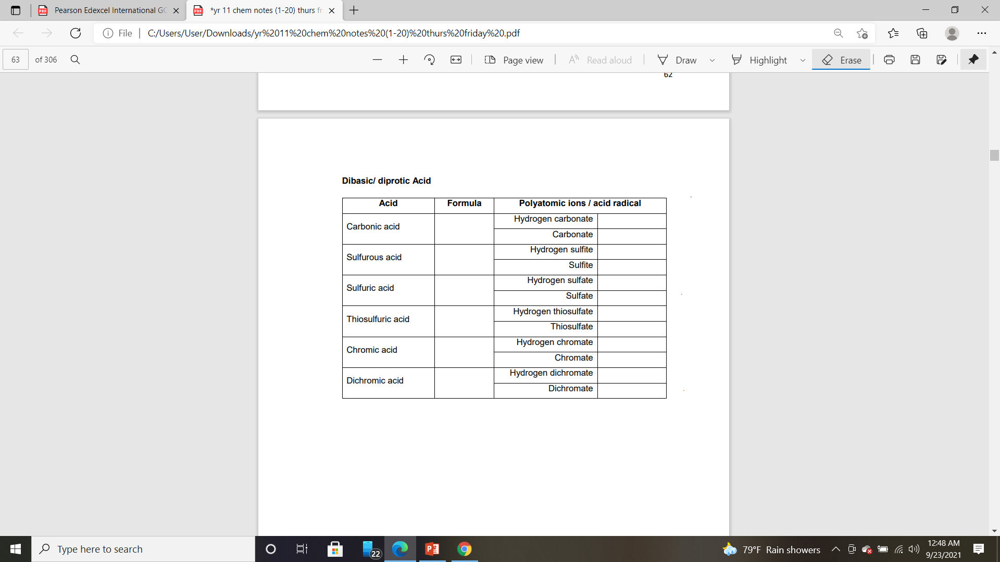 Pearson Edexcel International GC
*yr 11 chem notes (1-20) thurs fr
File
C:/Users/User/Downloads/yr%2011%20chem%20notes%20(1-20)%20thurs%20friday%20.pdf
63 of 306
Page view
Read aloud
Draw
Highlight
Erase
62
Dibasic/ diprotic Acid
Acid Formula Polyatomic ions / acid radical
Carbonic acid
Hydrogen carbonate
Carbonate
Sulfurous acid
Hydrogen sulfite
Sulfite
Sulfuric acid
Hydrogen sulfate
Sulfate
Thiosulfuric acid
Hydrogen thiosulfate
Thiosulfate
Chromic acid
Hydrogen chromate
Chromate
Dichromic acid
Hydrogen dichromate
Dichromate
Type here to search
22
79°F Rain showers
12:48 AM
9/23/2021